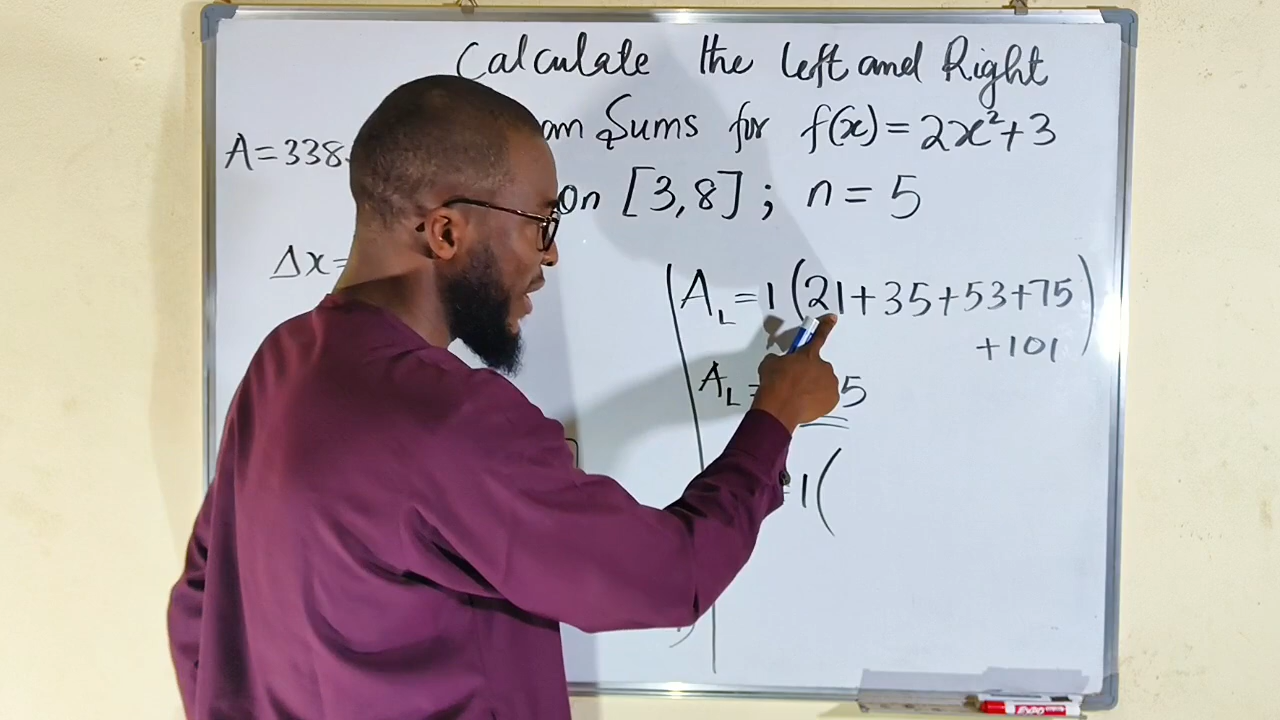 Calculate the left and Right
Sums for f(x) = 2x²+3
A=338
on [3,8] ; n = 5
Δx=
A_L = 1(21+35+53+75
+101)
A_L = 5
=1(
EXPO